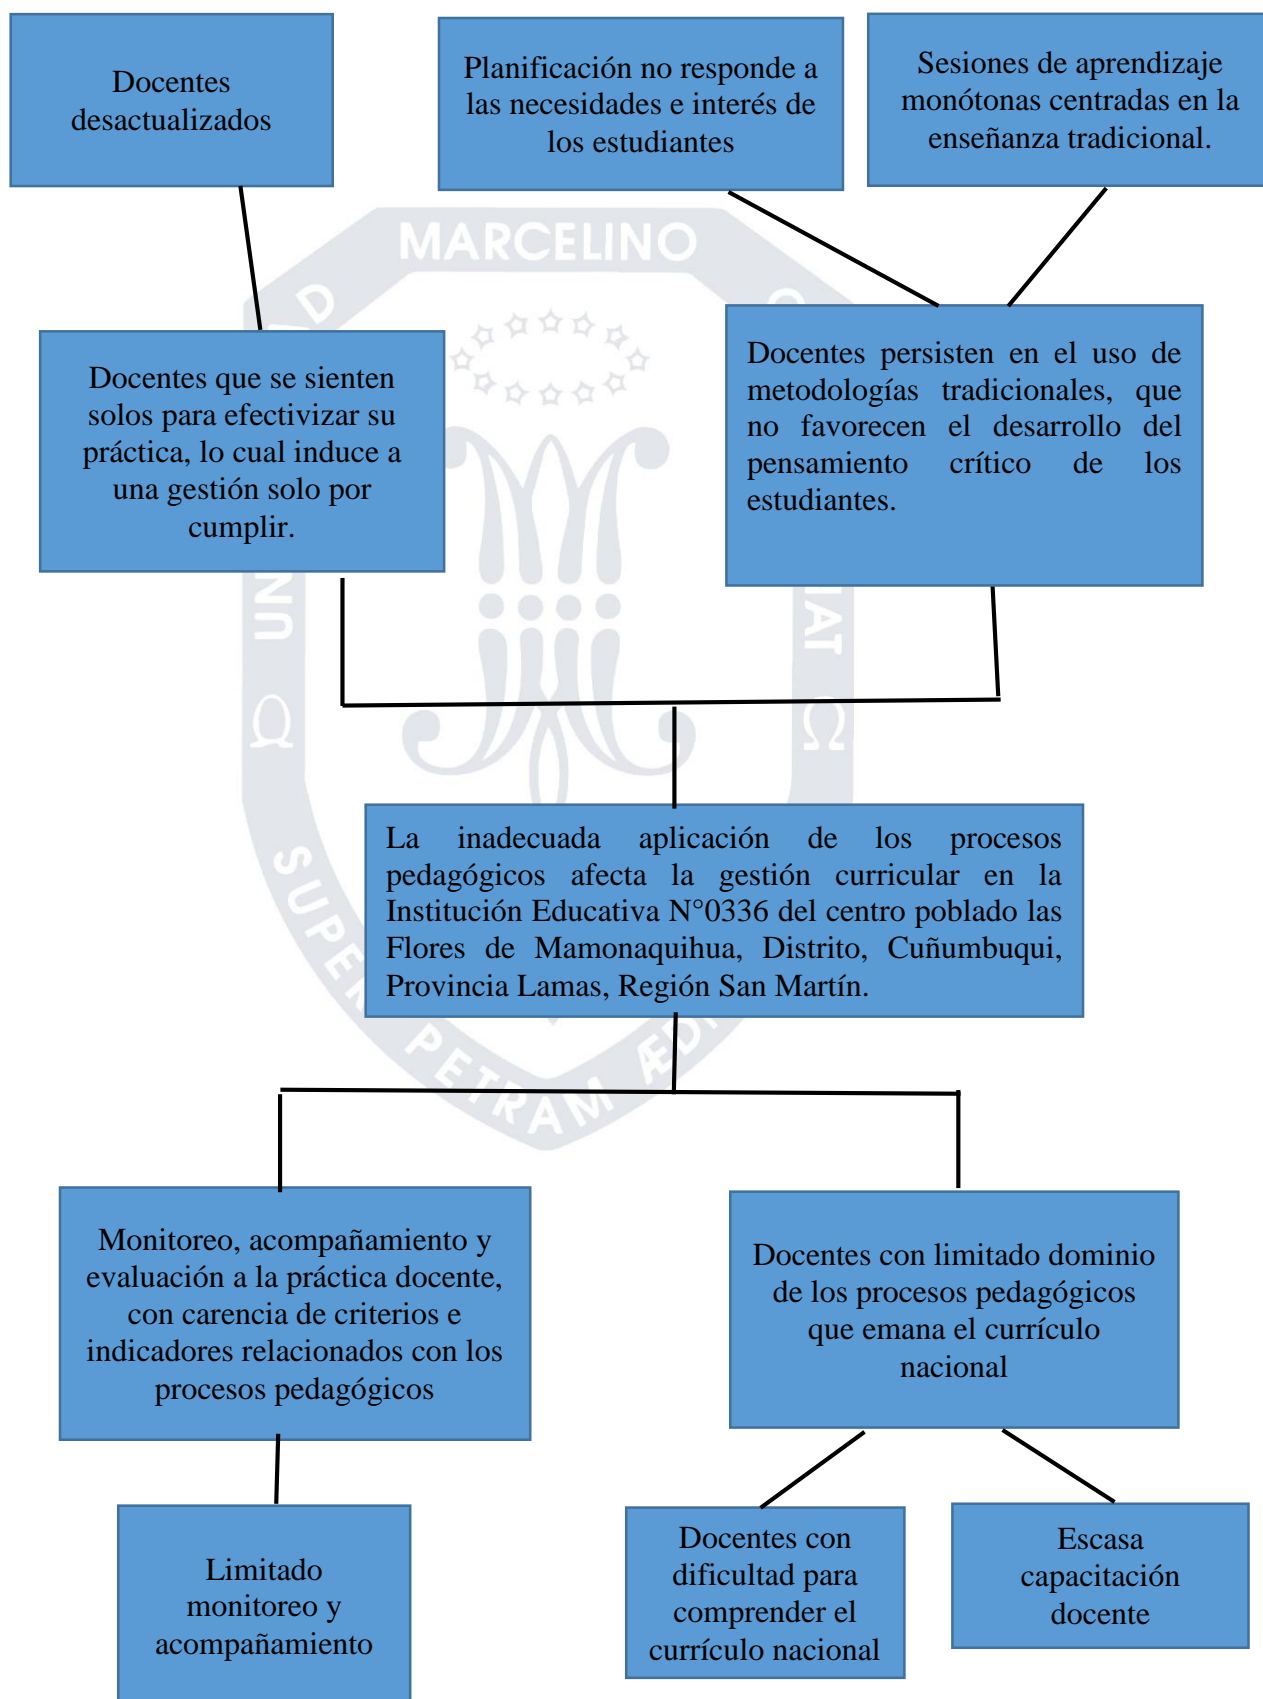 Docentes
desactualizados
Planificación no responde a
las necesidades e interés de
los estudiantes
Sesiones de aprendizaje
monótonas centradas en la
enseñanza tradicional.
MARCELINO
Docentes que se sienten
solos para efectivizar su
práctica, lo cual induce a
una gestión solo por
cumplir.
Docentes persisten en el uso de
metodologías tradicionales, que
no favorecen el desarrollo del
pensamiento crítico de los
estudiantes.
La inadecuada aplicación de los procesos
pedagógicos afecta la gestión curricular en la
Institución Educativa N°0336 del centro poblado las
Flores de Mamonaquihua, Distrito, Cuñumbuqui,
Provincia Lamas, Región San Martín.
SUPER PETRAM
Monitoreo, acompañamiento y
evaluación a la práctica docente,
con carencia de criterios e
indicadores relacionados con los
procesos pedagógicos
Docentes con limitado dominio
de los procesos pedagógicos
que emana el currículo
nacional
Limitado
monitoreo y
acompañamiento
Docentes con
dificultad para
comprender el
currículo nacional
Escasa
capacitación
docente